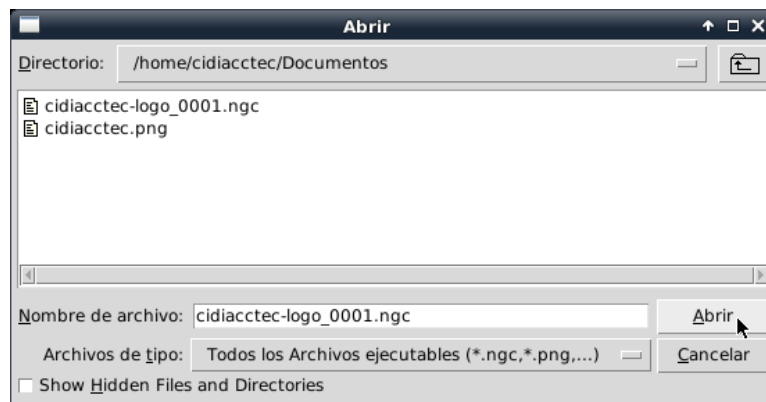 Abrir
Directorio: /home/cidiacctec/Documentos
cidiacctec-logo_0001.ngc
cidiacctec.png
Nombre de archivo: cidiacctec-logo_0001.ngc Abrir
Archivos de tipo: Todos los Archivos ejecutables (*.ngc,*.png,...) Cancelar
Show Hidden Files and Directories